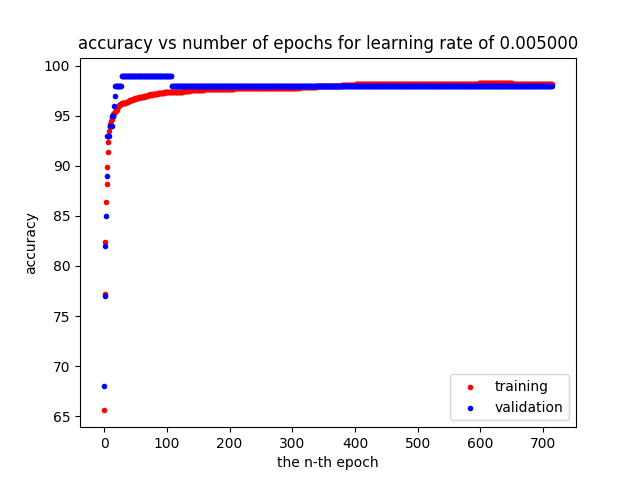 accuracy vs number of epochs for learning rate of 0.005000
100
95
90
85
80
75
70
65
accuracy
0 100 200 300 400 500 600 700
the n-th epoch
training
validation